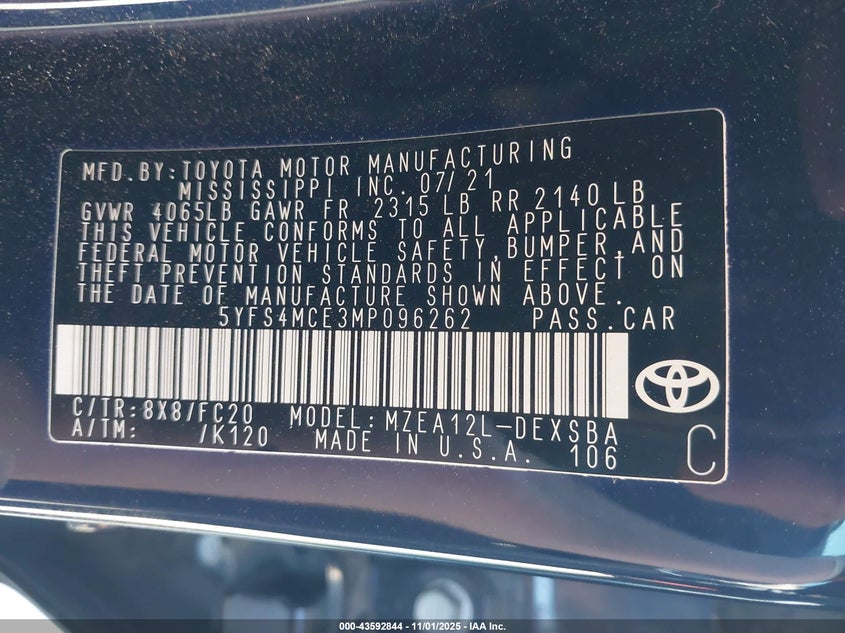 MFD.BY:TOYOTA MOTOR MANUFACTURING
MISSISSIPPI INC. 07/21
GVWR 4065LB GAWR FR 2315 LB RR 2140 LB
THIS VEHICLE CONFORMS TO ALL APPLICABLE
FEDERAL MOTOR VEHICLE SAFETY,BUMPER,AND
THEFT PREVENTION STANDARDS IN EFFECT ON
THE DATE OF MANUFACTURE SHOWN ABOVE.
5YFS4MCE3MP096262 PASS.CAR
C/TR:8X8/FC20 MODEL:MZEA12L-DEXSBA
A/TM: /K120 MADE IN U.S.A. 106
C
000-43592844 - 11/01/2025 - IAA Inc.